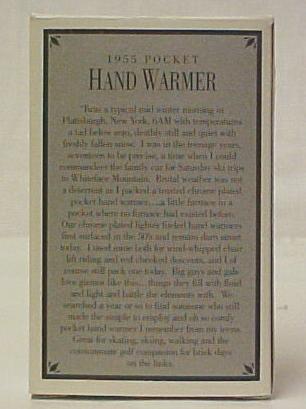 1955 POCKET
HAND WARMER
'Twas a typical mid winter morning in
Plattsburgh, New York, 6AM with temperatures
a tad below zero, deathly still and quiet with
freshly fallen snow. I was in the teenage years,
seventeen to be precise, a time when I could
commandeer the family car for Saturday ski trips
to Whiteface Mountain. Brutal weather was not
a deterrent as I packed a trusted chrome plated
pocket hand warmer.....a little furnace in a
pocket where no furnace had existed before.
Our chrome plated lighter fueled hand warmers
first surfaced in the 50's and remain darn smart
today. I used mine both for wind-whipped chair
lift riding and red cheeked descents, and I of
course still pack one today. Big guys and gals
love gizmos like this... things they fill with fluid
and light and battle the elements with. We
searched a year or so to find someone who still
made the simple to employ and oh so comfy
pocket hand warmer I remember from my teens.
Great for skating, skiing, walking and the
consummate golf companion for brisk days
on the links.